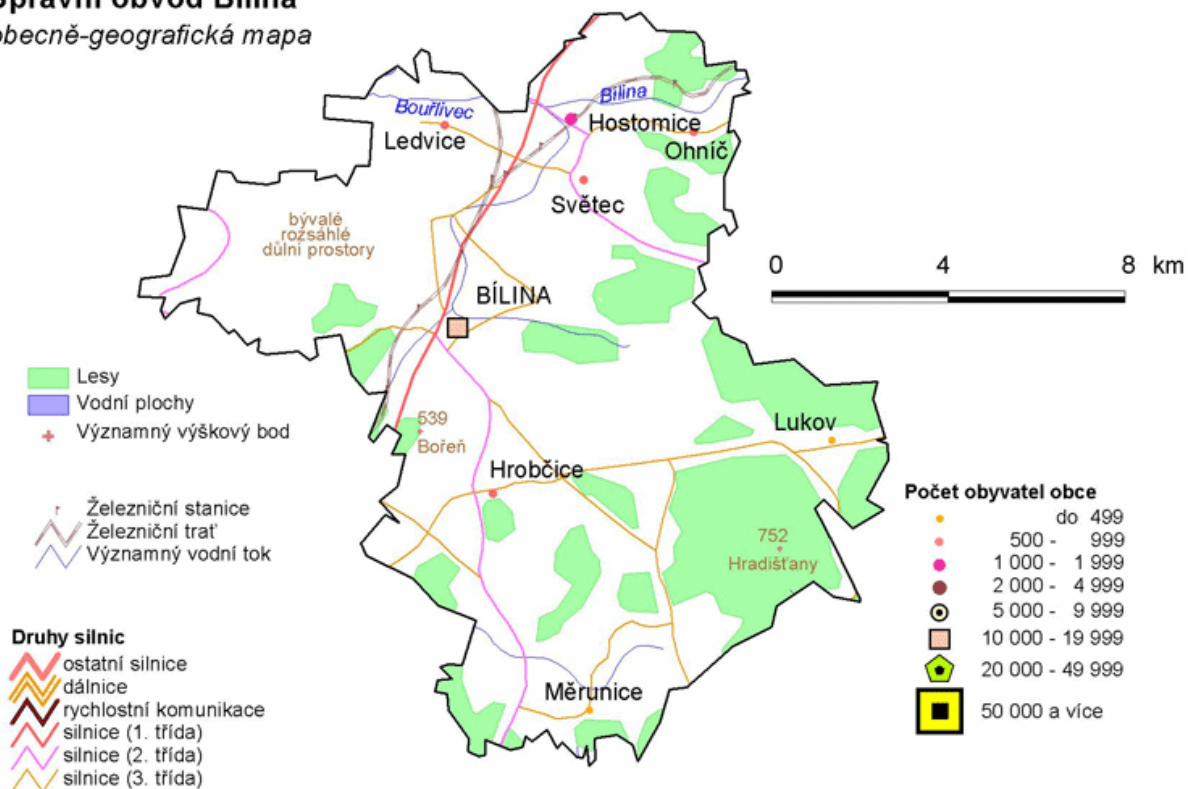 Správní obvod Bílina
obecně-geografická mapa
Bouřlivec
Bílina
Ledvice
Hostomice
Ohníč
Světec
bývalé
rozsáhlé
důlní prostory
0 4 8 km
BÍLINA
Lesy
Vodní plochy
Významný výškový bod
539
Bořeň
Lukov
Hrobčice
752
Hradišťany
Železniční stanice
Železniční trať
Významný vodní tok
Měrunice
Počet obyvatel obce
do 499
500 - 999
1 000 - 1 999
2 000 - 4 999
5 000 - 9 999
10 000 - 19 999
20 000 - 49 999
50 000 a více
Druhy silnic
ostatní silnice
dálnice
rychlostní komunikace
silnice (1. třída)
silnice (2. třída)
silnice (3. třída)